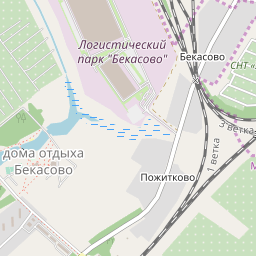 Логистический
парк "Бекасово"
Бекасово
СНТ «
3 ветка
1 ветка
дома отдыха
Бекасово
Пожитково
М